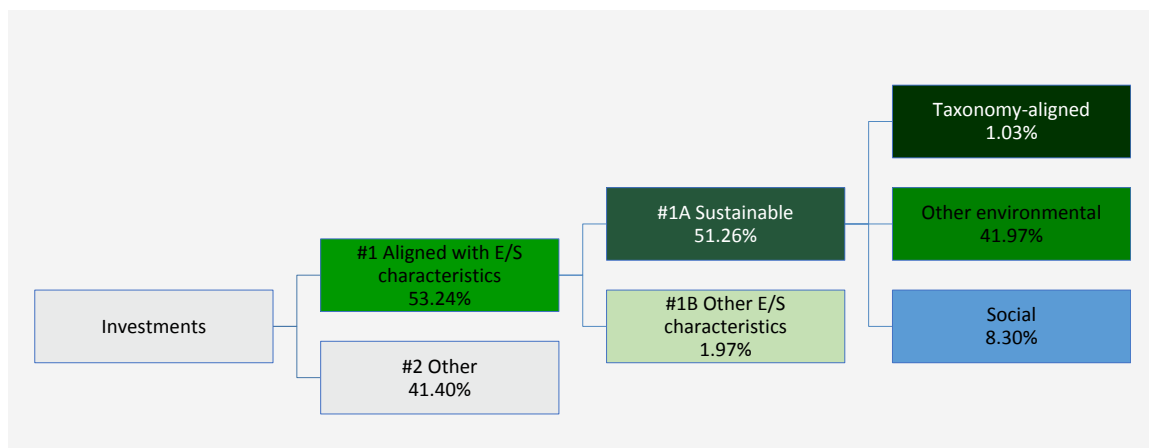 Investments
#1 Aligned with E/S
characteristics
53.24%
#2 Other
41.40%
#1A Sustainable
51.26%
#1B Other E/S
characteristics
1.97%
Taxonomy-aligned
1.03%
Other environmental
41.97%
Social
8.30%